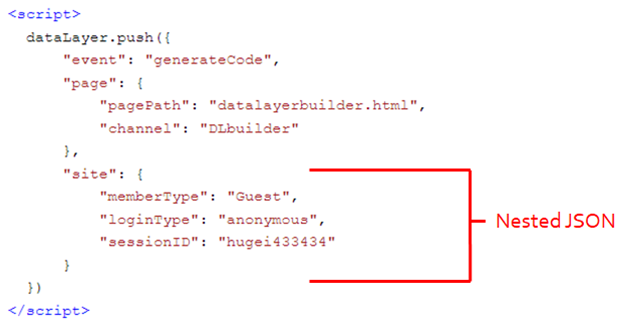 <script>
  dataLayer.push({
      "event": "generateCode",
      "page": {
          "pagePath": "datalayerbuilder.html",
          "channel": "DLbuilder"
      },
      "site": {
          "memberType": "Guest",
          "loginType": "anonymous",
          "sessionID": "hugei433434"
      }
  })
</script>
Nested JSON